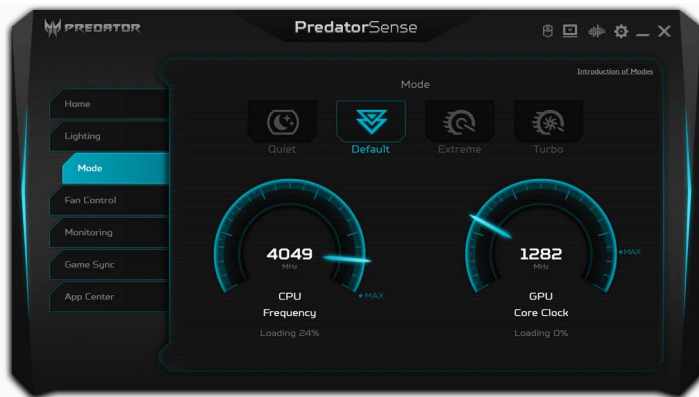 PREDATOR
PredatorSense
Introduction of Modes
Mode
Home
Lighting
Mode
Fan Control
Monitoring
Game Sync
App Center
Quiet
Default
Extreme
Turbo
4049
MHz
MAX
CPU
Frequency
Loading 24%
1282
MHz
MAX
GPU
Core Clock
Loading 0%